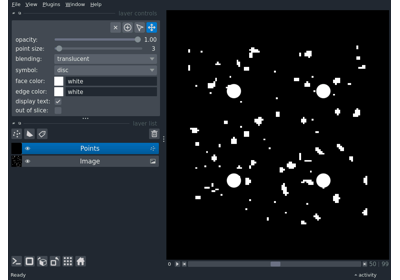 File View Plugins Window Help
layer controls
opacity: 1.00
point size: 3
blending: translucent
symbol: disc
face color: white
edge color: white
display text:
out of slice:
layer list
Points
Image
50 99
Ready
activity